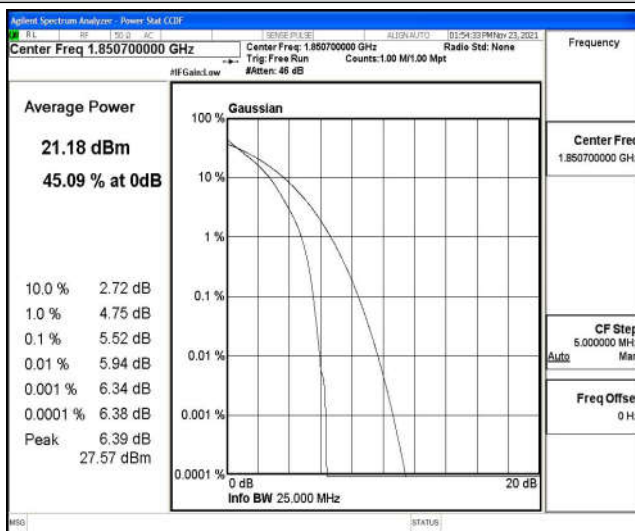 Agilent Spectrum Analyzer - Power Stat CCDF
RL RF 50 Ω AC SENSE:PULSE ALIGN AUTO 01:54:33 PM Nov 23, 2021
Center Freq 1.850700000 GHz
Center Freq: 1.850700000 GHz Radio Std: None
Trig: Free Run Counts:1.00 M/1.00 Mpt
#IFGain:Low #Atten: 46 dB
Frequency
Average Power
21.18 dBm
45.09 % at 0dB
10.0 % 2.72 dB
1.0 % 4.75 dB
0.1 % 5.52 dB
0.01 % 5.94 dB
0.001 % 6.34 dB
0.0001 % 6.38 dB
Peak 6.39 dB
27.57 dBm
Gaussian
100 %
10 %
1 %
0.1 %
0.01 %
0.001 %
0.0001 %
0 dB 20 dB
Info BW 25.000 MHz
Center Freq
1.850700000 GHz
CF Step
5.000000 MHz
Auto Man
Freq Offset
0 Hz
MSG STATUS